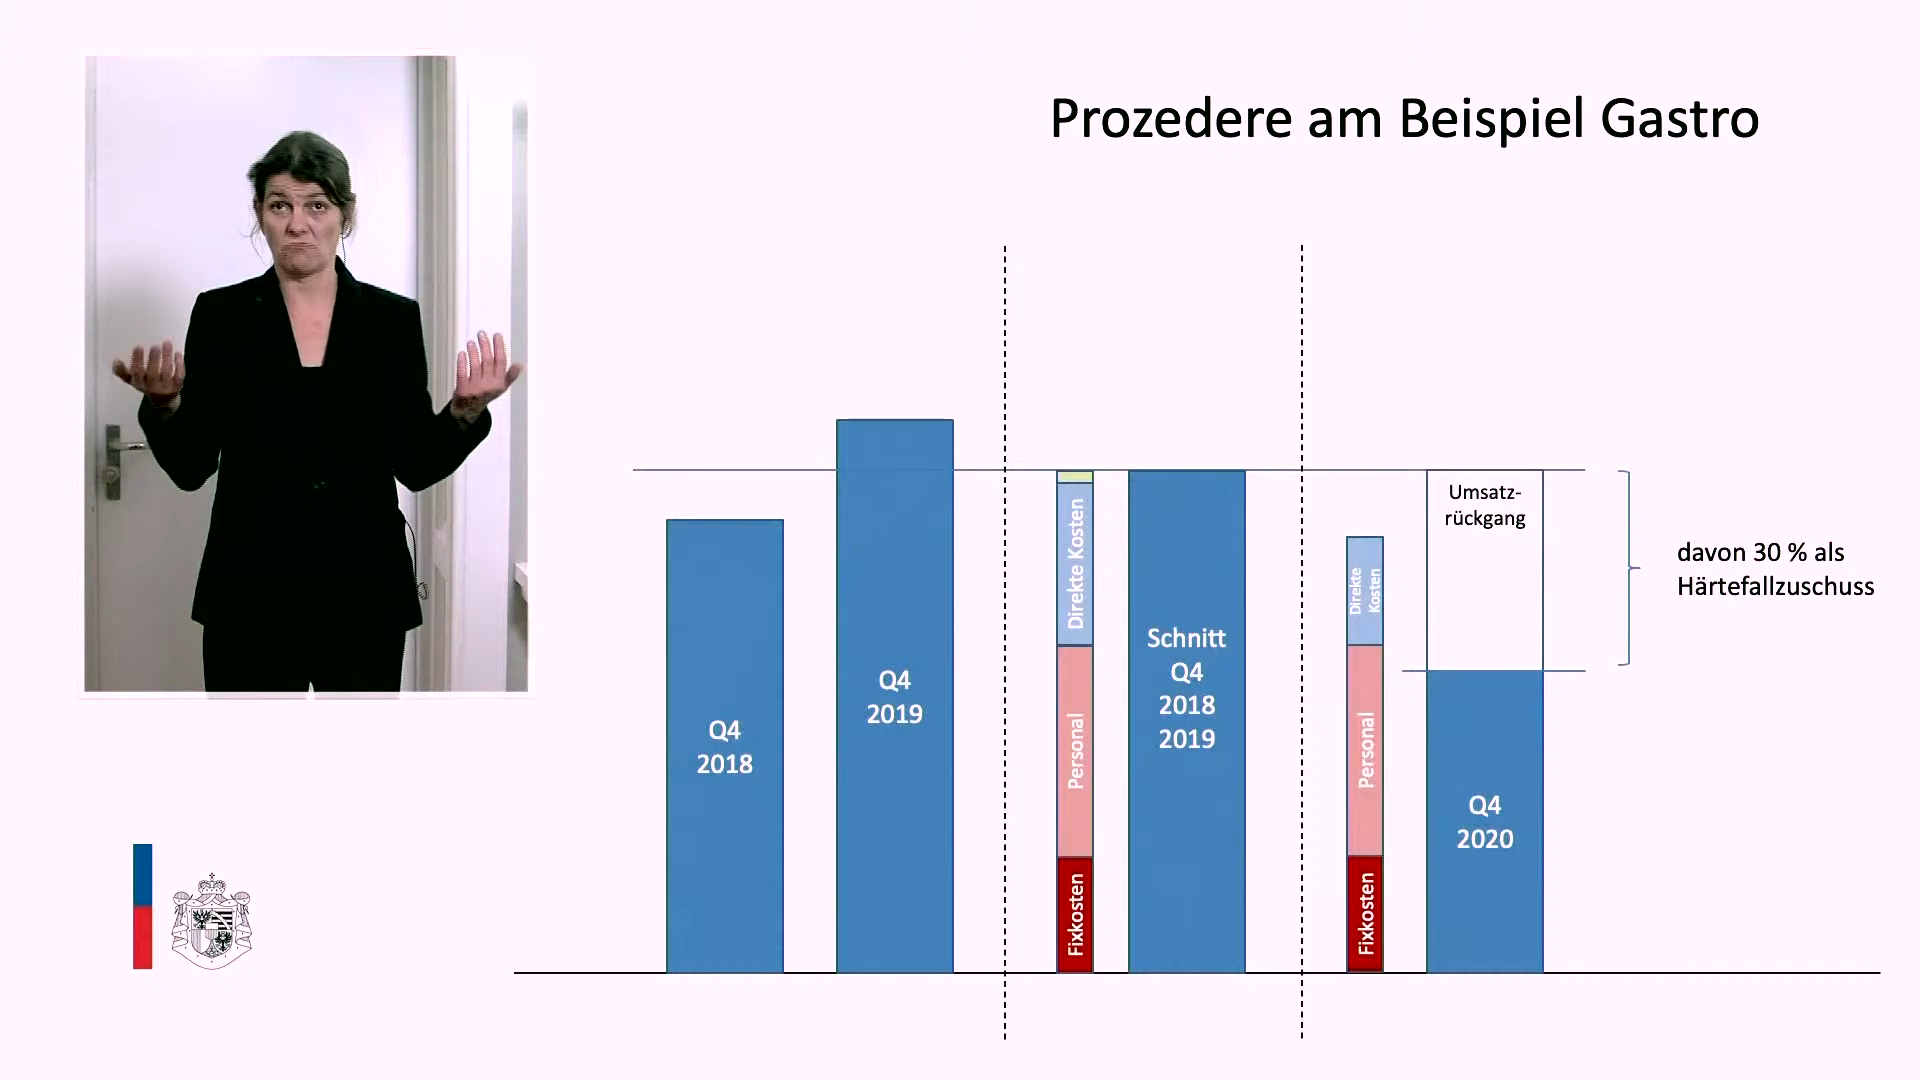 Prozedere am Beispiel Gastro
Q4
2018
Q4
2019
Direkte Kosten
Personal
Fixkosten
Schnitt
Q4
2018
2019
Direkte
Kosten
Personal
Fixkosten
Umsatz-
rückgang
Q4
2020
davon 30 % als
Härtefallzuschuss